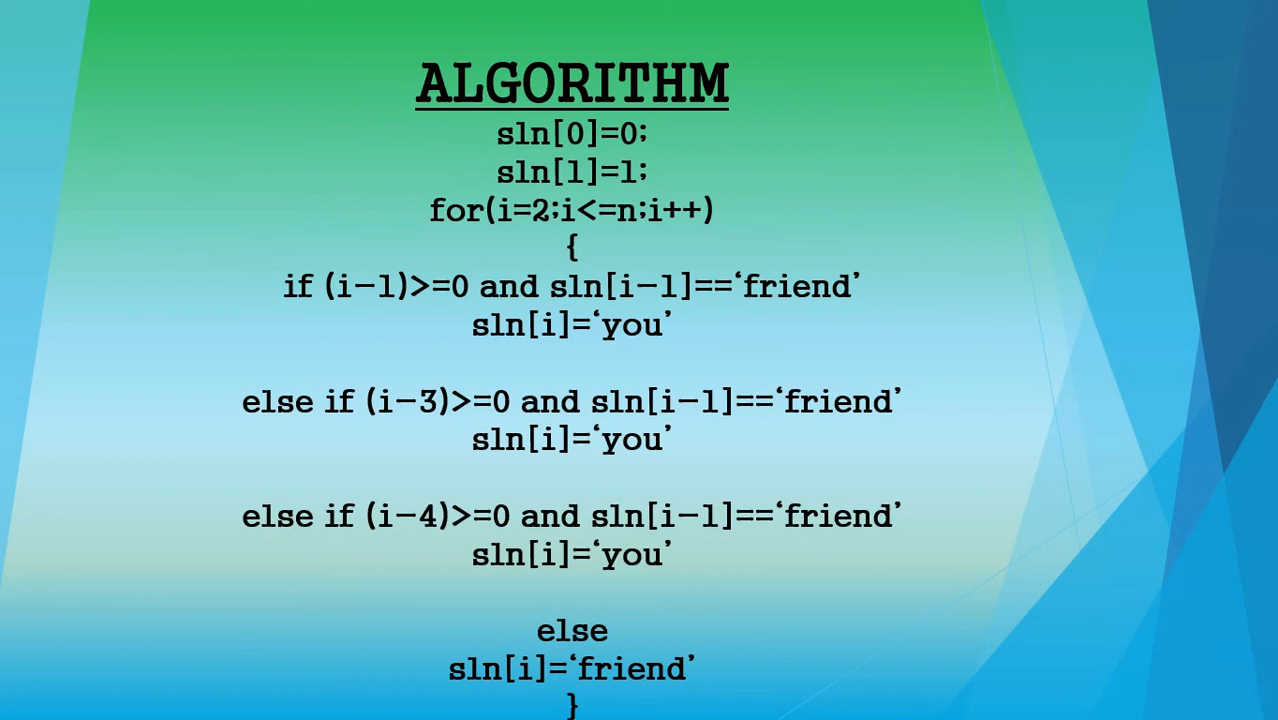 ALGORITHM
sln[0]=0;
sln[1]=1;
for(i=2;i<=n;i++)
{
if (i-1)>=0 and sln[i-1]==‘friend’
sln[i]=‘you’
else if (i-3)>=0 and sln[i-1]==‘friend’
sln[i]=‘you’
else if (i-4)>=0 and sln[i-1]==‘friend’
sln[i]=‘you’
else
sln[i]=‘friend’
}